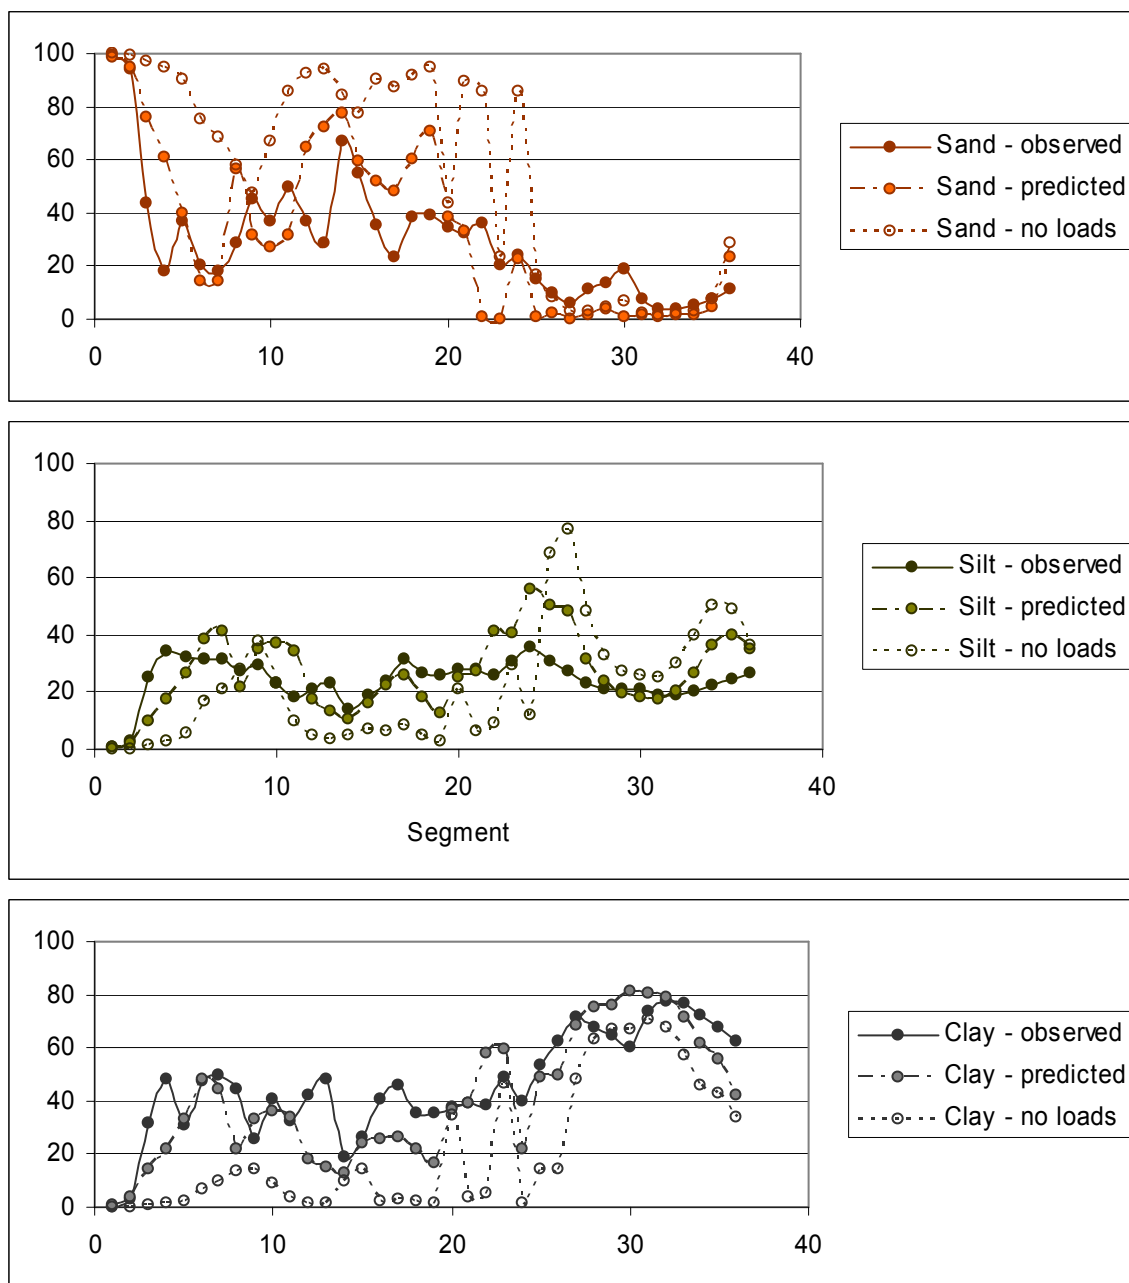 100
80
60
40
20
0
0 10 20 30 40
Sand - observed
Sand - predicted
Sand - no loads
100
80
60
40
20
0
0 10 20 30 40
Segment
Silt - observed
Silt - predicted
Silt - no loads
100
80
60
40
20
0
0 10 20 30 40
Clay - observed
Clay - predicted
Clay - no loads